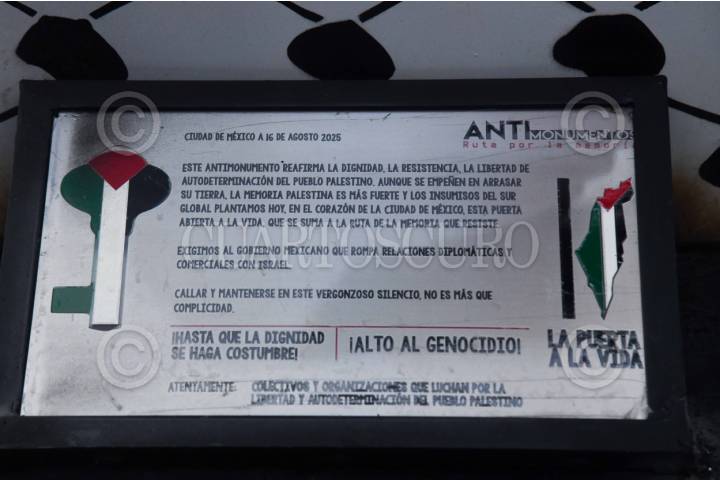 CIUDAD DE MÉXICO A 16 DE AGOSTO 2025
ANTIMONUMENTOS
Ruta por la memoria
ESTE ANTIMONUMENTO REAFIRMA LA DIGNIDAD, LA RESISTENCIA, LA LIBERTAD DE
AUTODETERMINACIÓN DEL PUEBLO PALESTINO. AUNQUE SE EMPEÑEN EN ARRASAR
SU TIERRA, LA MEMORIA PALESTINA ES MÁS FUERTE Y LOS INSUMISOS DEL SUR
GLOBAL PLANTAMOS HOY, EN EL CORAZÓN DE LA CIUDAD DE MÉXICO, ESTA PUERTA
ABIERTA A LA VIDA, QUE SE SUMA A LA RUTA DE LA MEMORIA QUE RESISTE.
EXIGIMOS AL GOBIERNO MEXICANO QUE ROMPA RELACIONES DIPLOMÁTICAS Y
COMERCIALES CON ISRAEL.
CALLAR Y MANTENERSE EN ESTE VERGONZOSO SILENCIO, NO ES MÁS QUE
COMPLICIDAD.
¡HASTA QUE LA DIGNIDAD
SE HAGA COSTUMBRE!
¡ALTO AL GENOCIDIO!
LA PUERTA
A LA VIDA
ATENTAMENTE: COLECTIVOS Y ORGANIZACIONES QUE LUCHAN POR LA
LIBERTAD Y AUTODETERMINACIÓN DEL PUEBLO PALESTINO
CUARTOSCURO